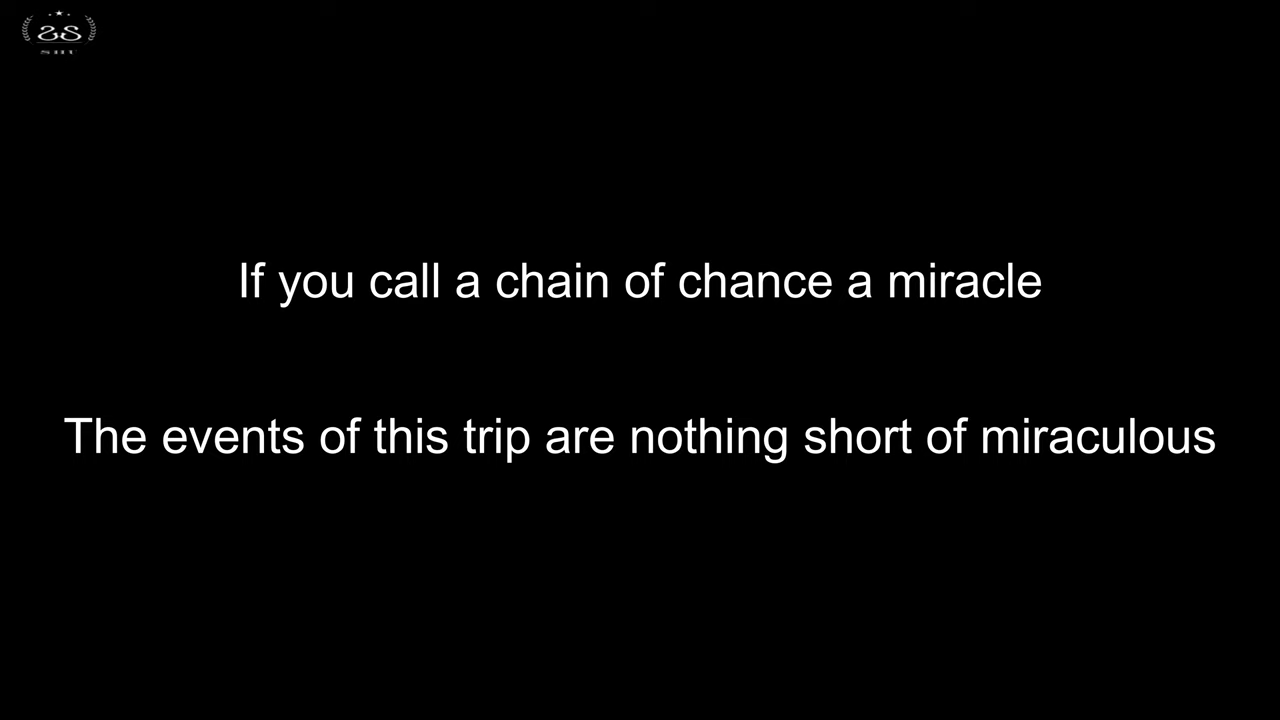 If you call a chain of chance a miracle
The events of this trip are nothing short of miraculous